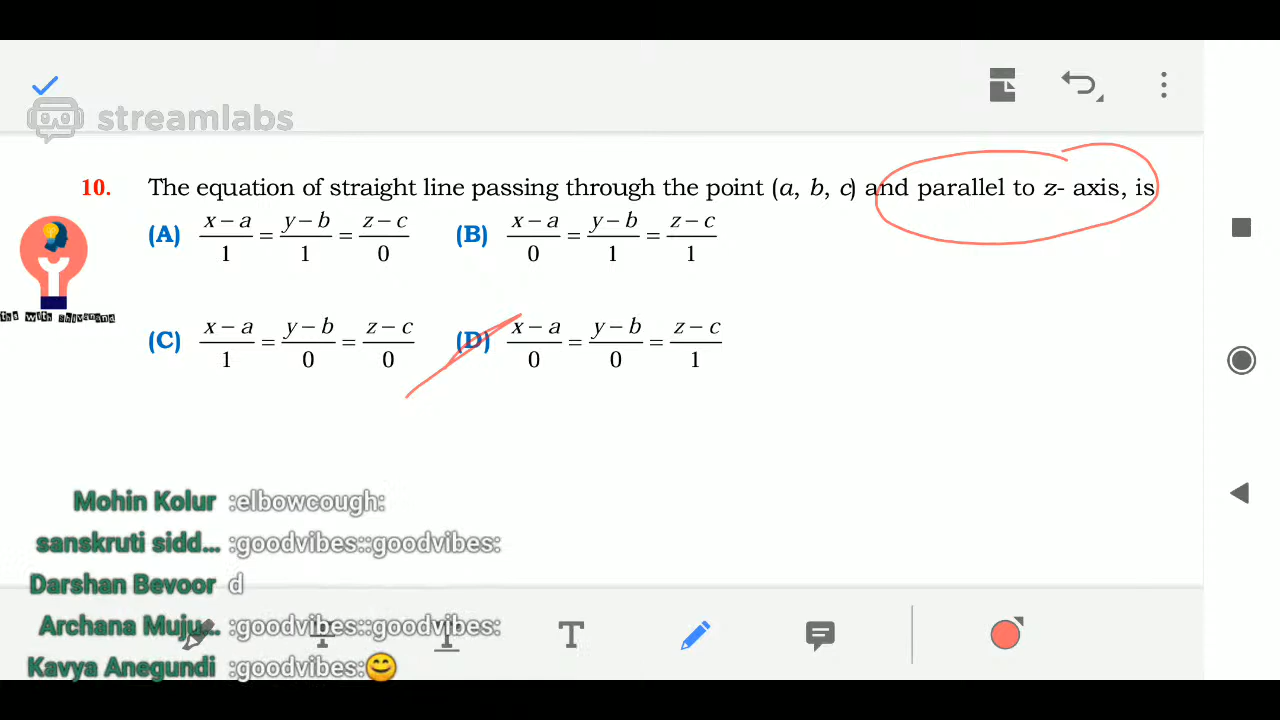 streamlabs
10. The equation of straight line passing through the point (a, b, c) and parallel to z- axis, is
(A) x − a / 1 = y − b / 1 = z − c / 0 (B) x − a / 0 = y − b / 1 = z − c / 1
(C) x − a / 1 = y − b / 0 = z − c / 0 (D) x − a / 0 = y − b / 0 = z − c / 1
with Shivanand
Mohin Kolur :elbowcough:
sanskruti sidd... :goodvibes::goodvibes:
Darshan Bevoor d
Archana Muju... :goodvibes::goodvibes:
Kavya Anegundi :goodvibes:😊